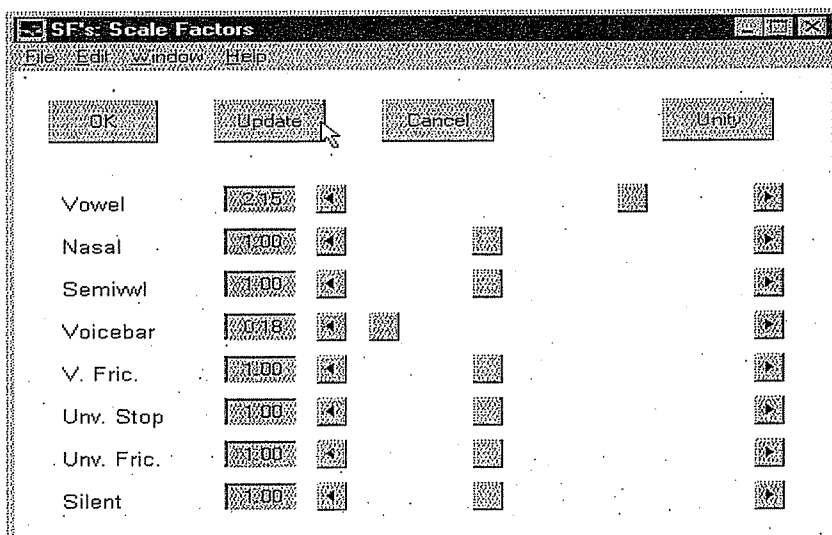 SF's: Scale Factors
File Edit Window Help
OK Update Cancel Unity
Vowel 2.15
Nasal 1.00
Semivwl 1.00
Voicebar 0.18
V. Fric. 1.00
Unv. Stop 1.00
Unv. Fric. 1.00
Silent 1.00